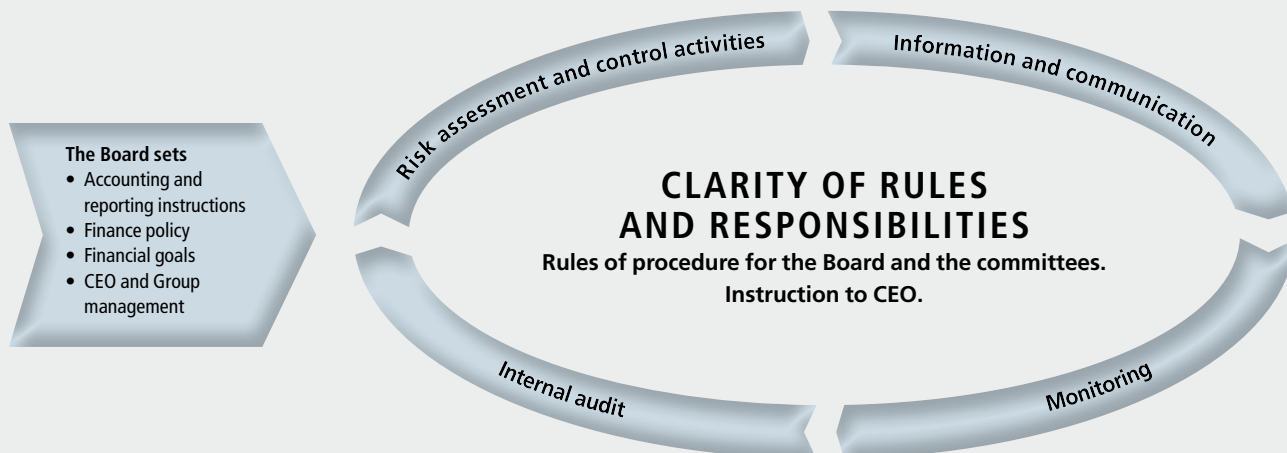 The Board sets
• Accounting and
reporting instructions
• Finance policy
• Financial goals
• CEO and Group
management
Risk assessment and control activities
Information and communication
CLARITY OF RULES
AND RESPONSIBILITIES
Rules of procedure for the Board and the committees.
Instruction to CEO.
Internal audit
Monitoring